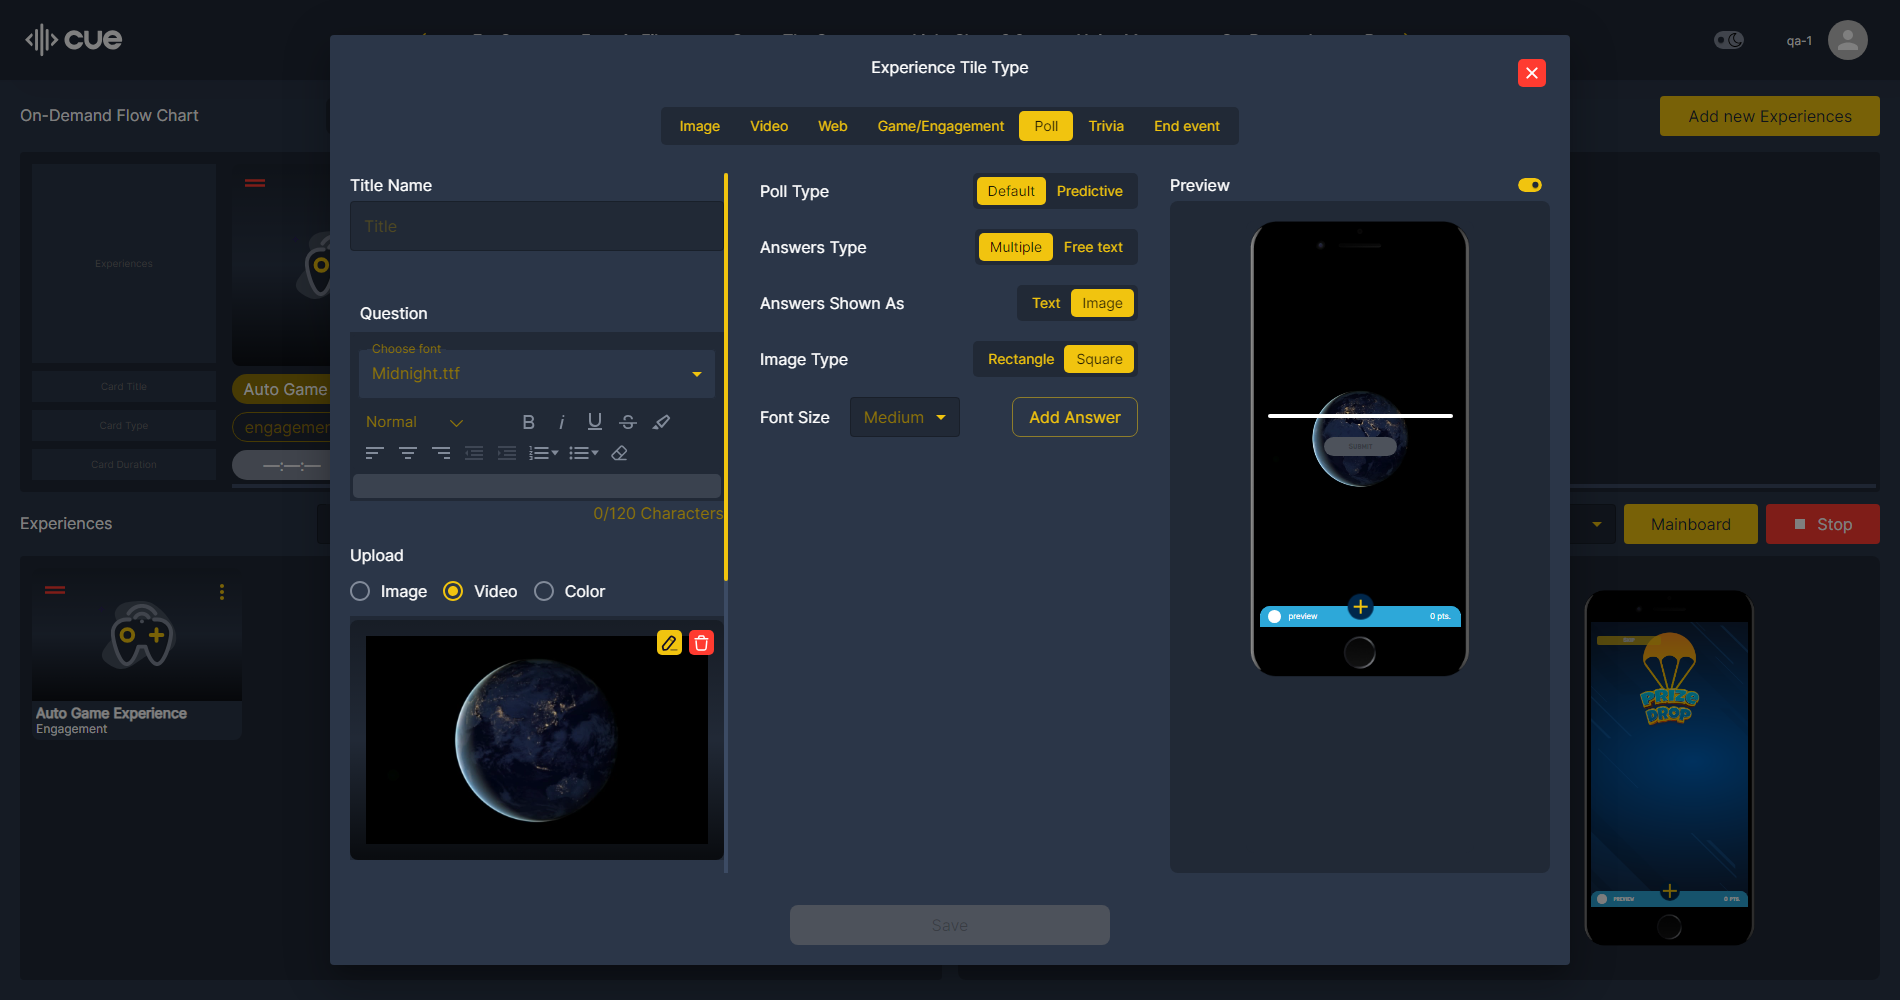 cue
Experience Tile Type
qa-1
On-Demand Flow Chart
Image Video Web Game/Engagement Poll Trivia End event
Add new Experiences
Title Name
Title
Poll Type Default Predictive
Preview
Answers Type Multiple Free text
Experiences
Question
Answers Shown As Text Image
Choose font
Midnight.ttf
Image Type Rectangle Square
Card Title
Auto Game
Font Size Medium Add Answer
Normal
B i U S
Card Type
engagemen
Card Duration
--:--:--
SUBMIT
0/120 Characters
Experiences
Mainboard
Stop
Upload
Image Video Color
preview 0 pts.
PRIZE
DROP
Auto Game Experience
Engagement
PREVIEW 0 PTS.
Save